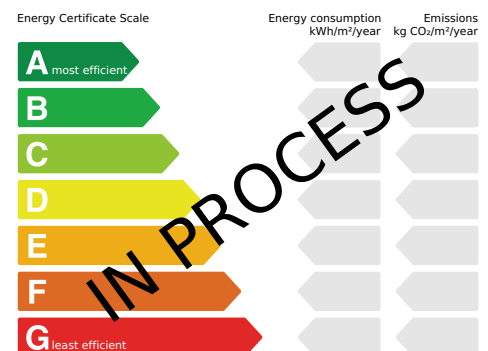 Energy Certificate Scale
Energy consumption
kWh/m²/year
Emissions
kg CO₂/m²/year
A most efficient
B
C
D
E
F
G least efficient
IN PROCESS